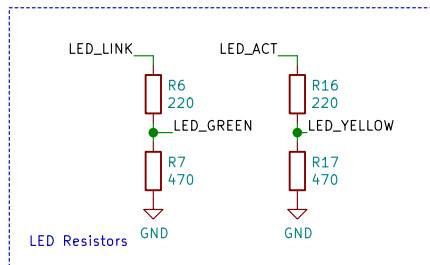 LED_LINK
LED_ACT
R6
220
R16
220
LED_GREEN
LED_YELLOW
R7
470
R17
470
GND
GND
LED Resistors